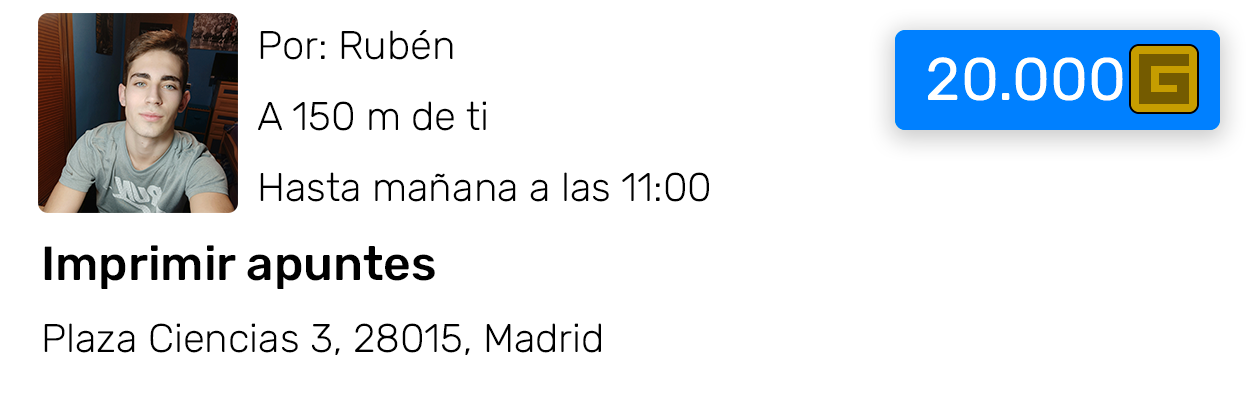 Por: Rubén
A 150 m de ti
Hasta mañana a las 11:00
20.000 G
Imprimir apuntes
Plaza Ciencias 3, 28015, Madrid